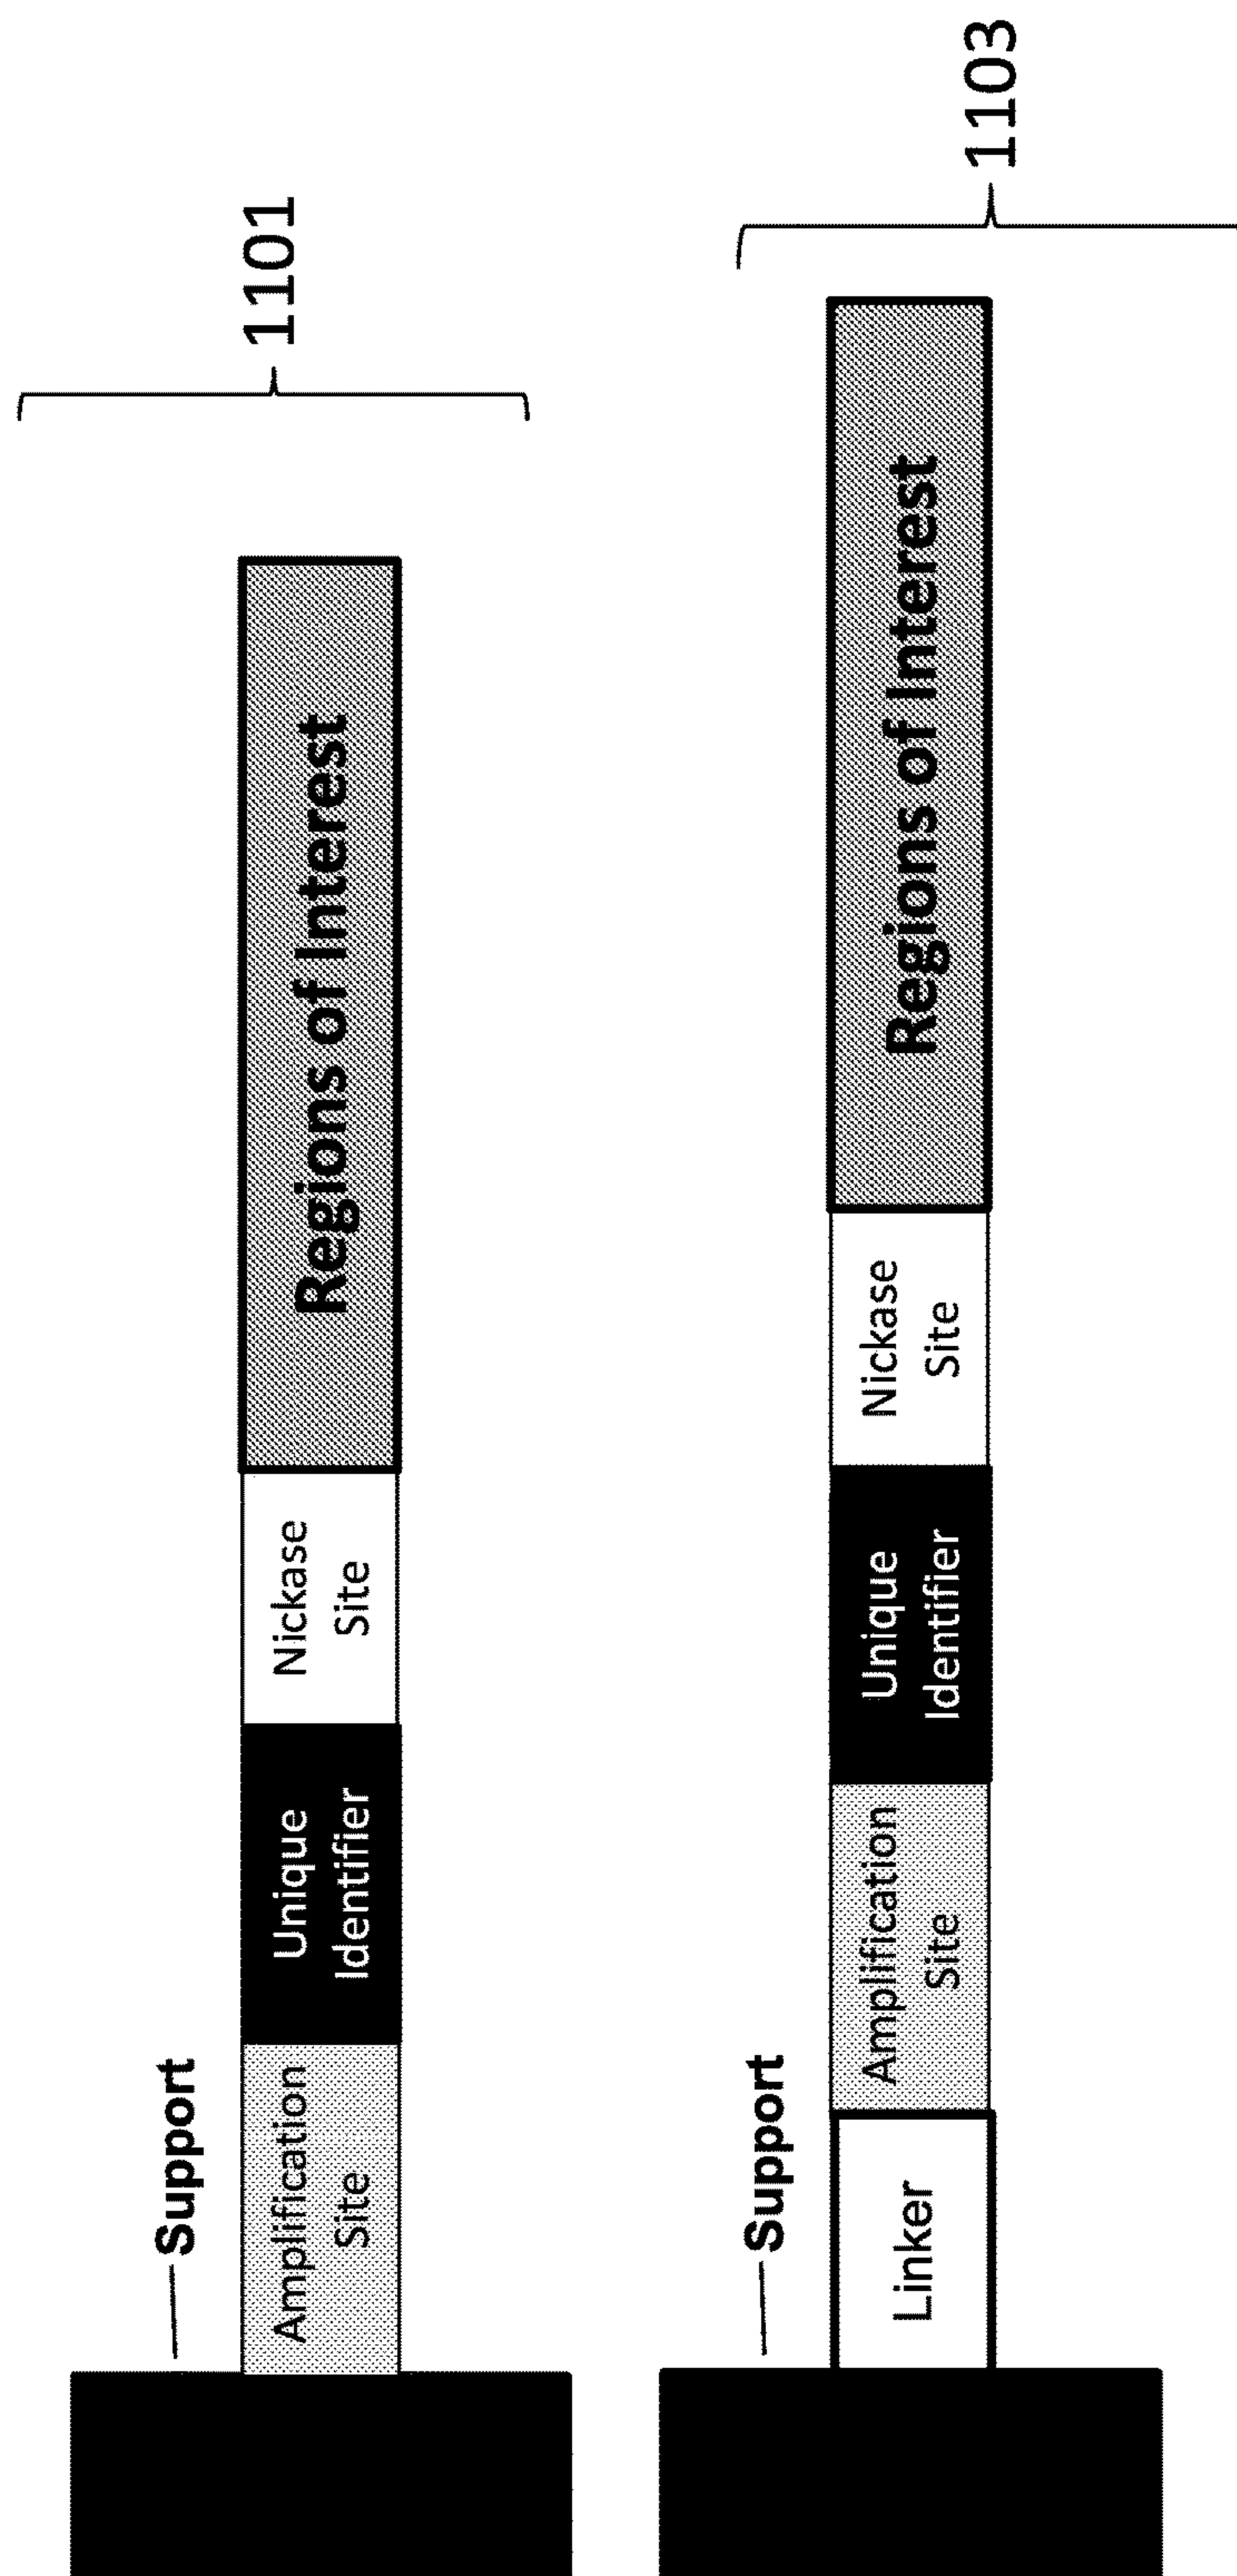 Support
Amplification
Site
Unique
Identifier
Nickase
Site
Regions of Interest
1101
Support
Linker
Amplification
Site
Unique
Identifier
Nickase
Site
Regions of Interest
1103